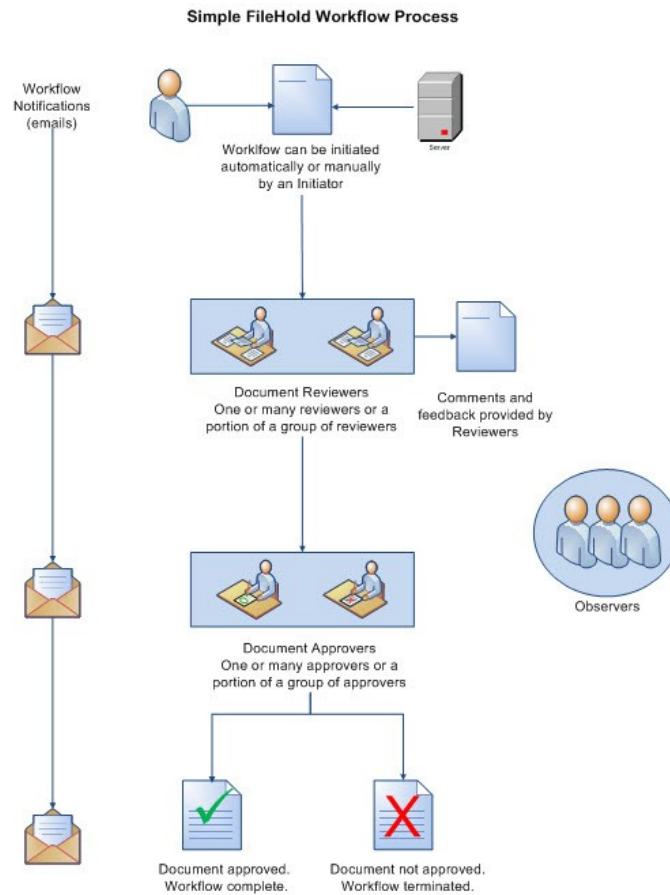 Simple FileHold Workflow Process
Workflow
Notifications
(emails)
Server
Worklfow can be initiated
automatically or manually
by an Initiator
Document Reviewers
One or many reviewers or a
portion of a group of reviewers
Comments and
feedback provided by
Reviewers
Observers
Document Approvers
One or many approvers or a
portion of a group of approvers
Document approved.
Workflow complete.
Document not approved.
Workflow terminated.